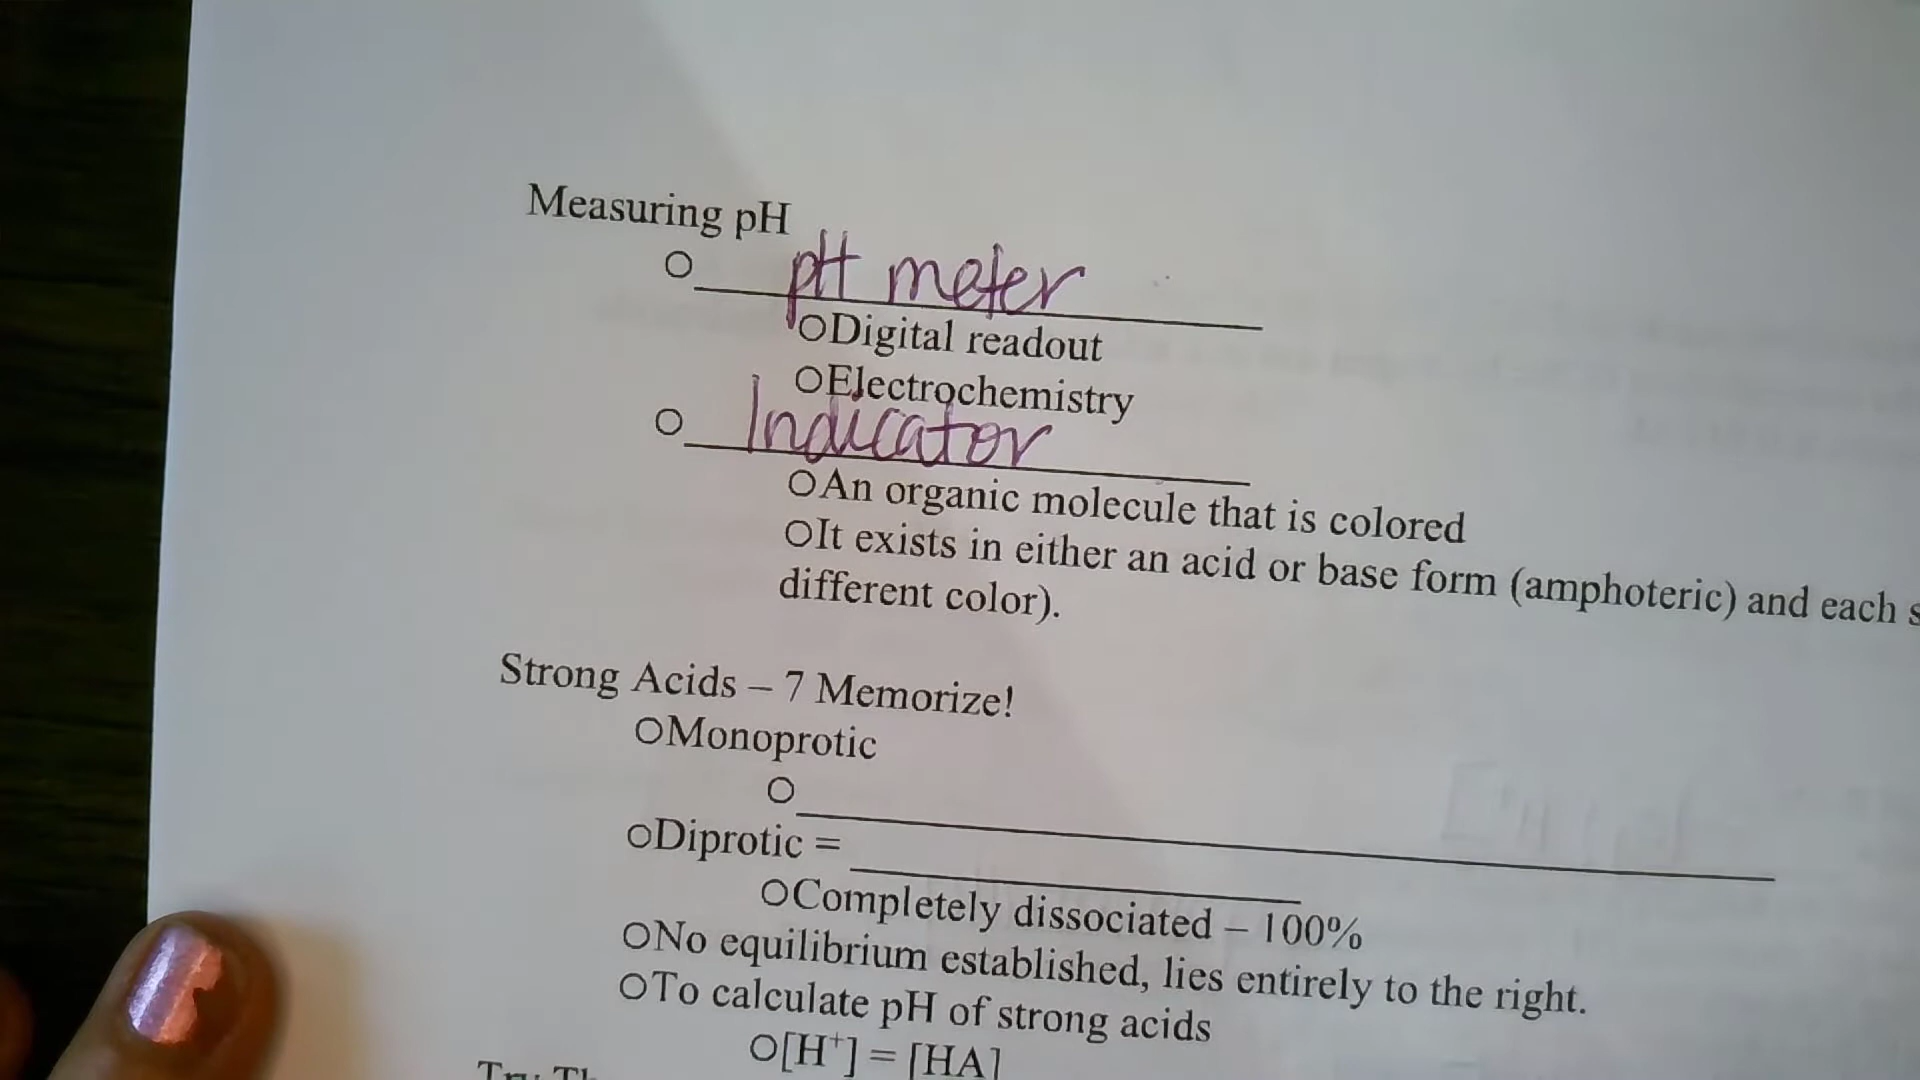 Measuring pH
○ pH meter
○Digital readout
○Electrochemistry
○ Indicator
○An organic molecule that is colored
○It exists in either an acid or base form (amphoteric) and each
different color).
Strong Acids – 7 Memorize!
○Monoprotic
○
○Diprotic =
○Completely dissociated – 100%
○No equilibrium established, lies entirely to the right.
○To calculate pH of strong acids
○[H⁺] = [HA]